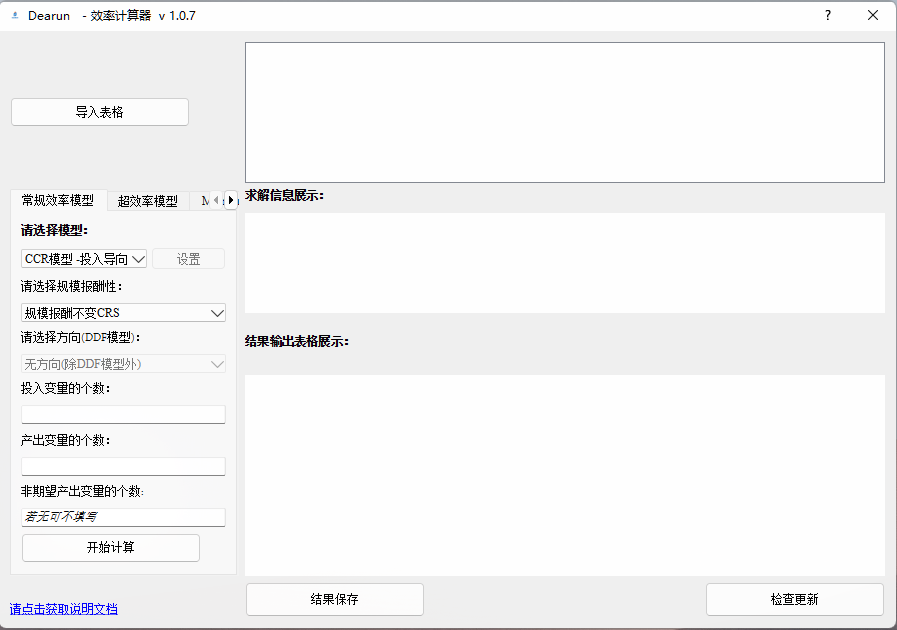 Dearun - 效率计算器 v 1.0.7
?
导入表格
常规效率模型 超效率模型
求解信息展示：
请选择模型：
CCR模型 -投入导向 设置
请选择规模报酬性：
规模报酬不变CRS
请选择方向(DDF模型)：
无方向(除DDF模型外)
结果输出表格展示：
投入变量的个数：
产出变量的个数：
非期望产出变量的个数:
若无可不填写
开始计算
请点击获取说明文档
结果保存
检查更新